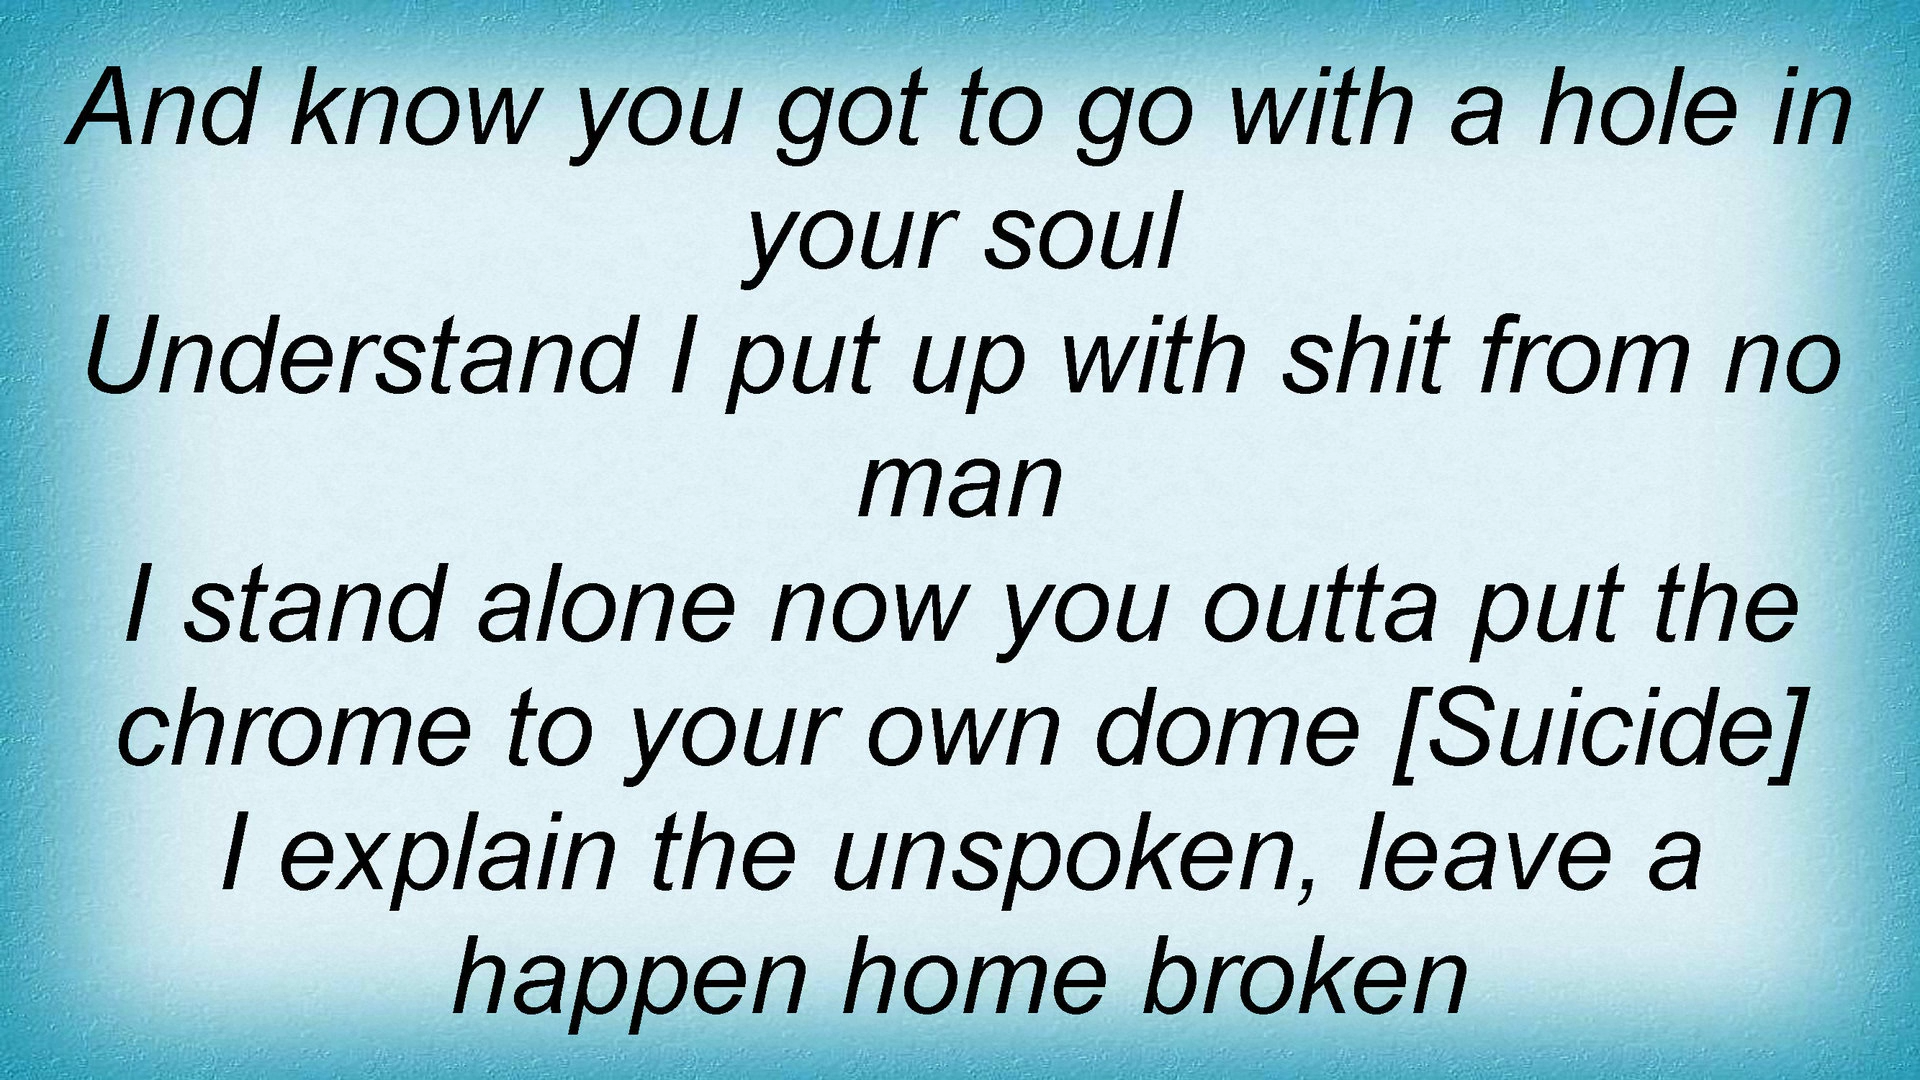 And know you got to go with a hole in
your soul
Understand I put up with shit from no
man
I stand alone now you outta put the
chrome to your own dome [Suicide]
I explain the unspoken, leave a
happen home broken